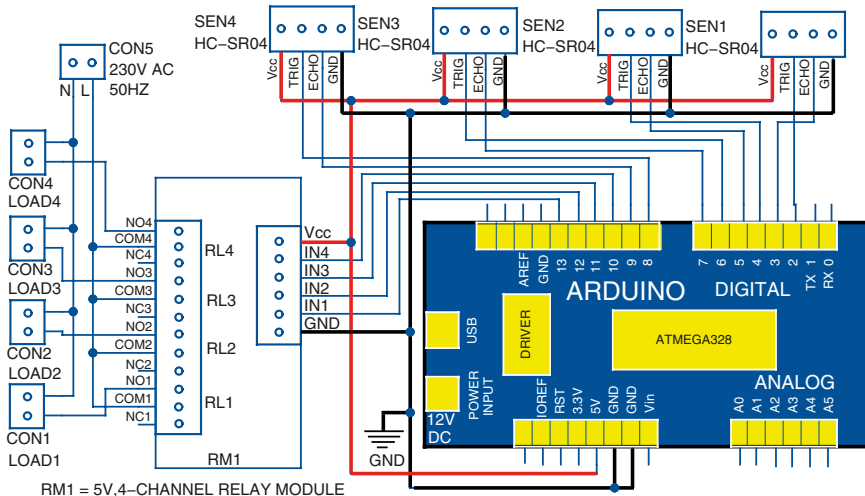 SEN4 SEN3 SEN2 SEN1
HC–SR04 HC–SR04 HC–SR04 HC–SR04
CON5
230V AC
50HZ
N L
Vcc TRIG ECHO GND Vcc TRIG ECHO GND Vcc TRIG ECHO GND Vcc TRIG ECHO GND
CON4
LOAD4
CON3
LOAD3
CON2
LOAD2
CON1
LOAD1
NO4
COM4
NC4
NO3
COM3
NC3
NO2
COM2
NC2
NO1
COM1
NC1
RL4
RL3
RL2
RL1
Vcc
IN4
IN3
IN2
IN1
GND
RM1
AREF GND 13 12 11 10 9 8 7 6 5 4 3 2 TX 1 RX 0
ARDUINO DIGITAL
USB
DRIVER
ATMEGA328
POWER
INPUT
12V
DC
ANALOG
IOREF RST 3.3V 5V GND GND Vin A0 A1 A2 A3 A4 A5
GND
RM1 = 5V,4–CHANNEL RELAY MODULE